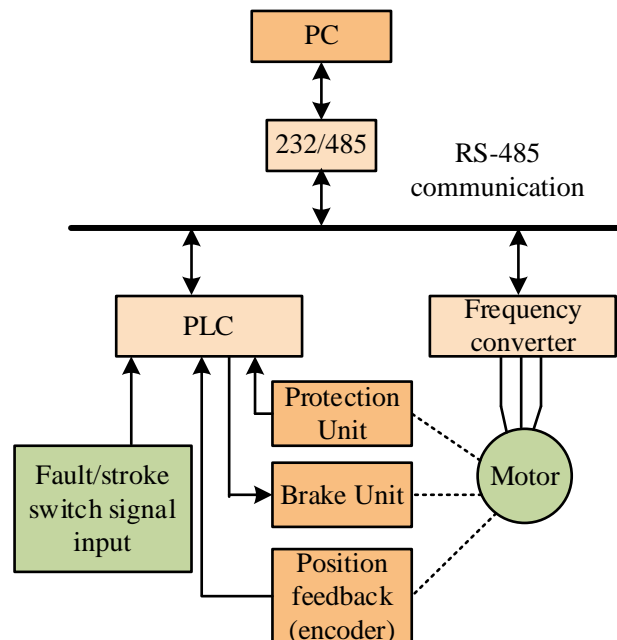 PC
232/485
RS-485
communication
PLC
Frequency
converter
Protection
Unit
Fault/stroke
switch signal
input
Brake Unit
Motor
Position
feedback
(encoder)